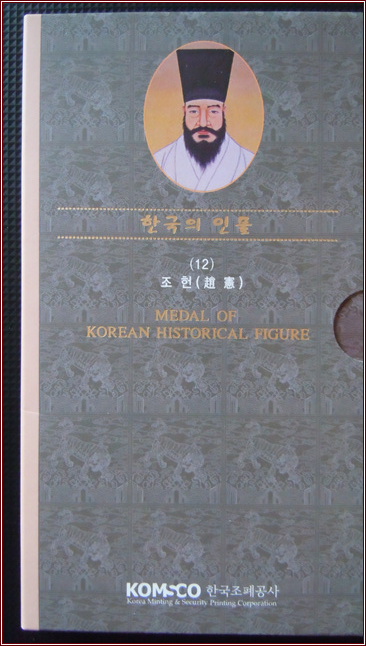 한국의 인물
(12)
조 헌 (趙 憲)
MEDAL OF
KOREAN HISTORICAL FIGURE
KOMSCO 한국조폐공사
Korea Minting & Security Printing Corporation